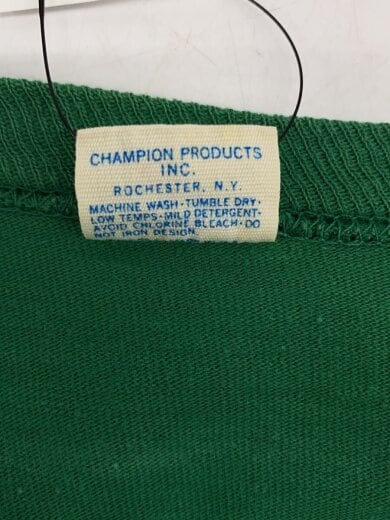 CHAMPION PRODUCTS
INC.
ROCHESTER, N.Y.
MACHINE WASH · TUMBLE DRY ·
LOW TEMPS · MILD DETERGENT ·
AVOID CHLORINE BLEACH · DO
NOT IRON DESIGN.